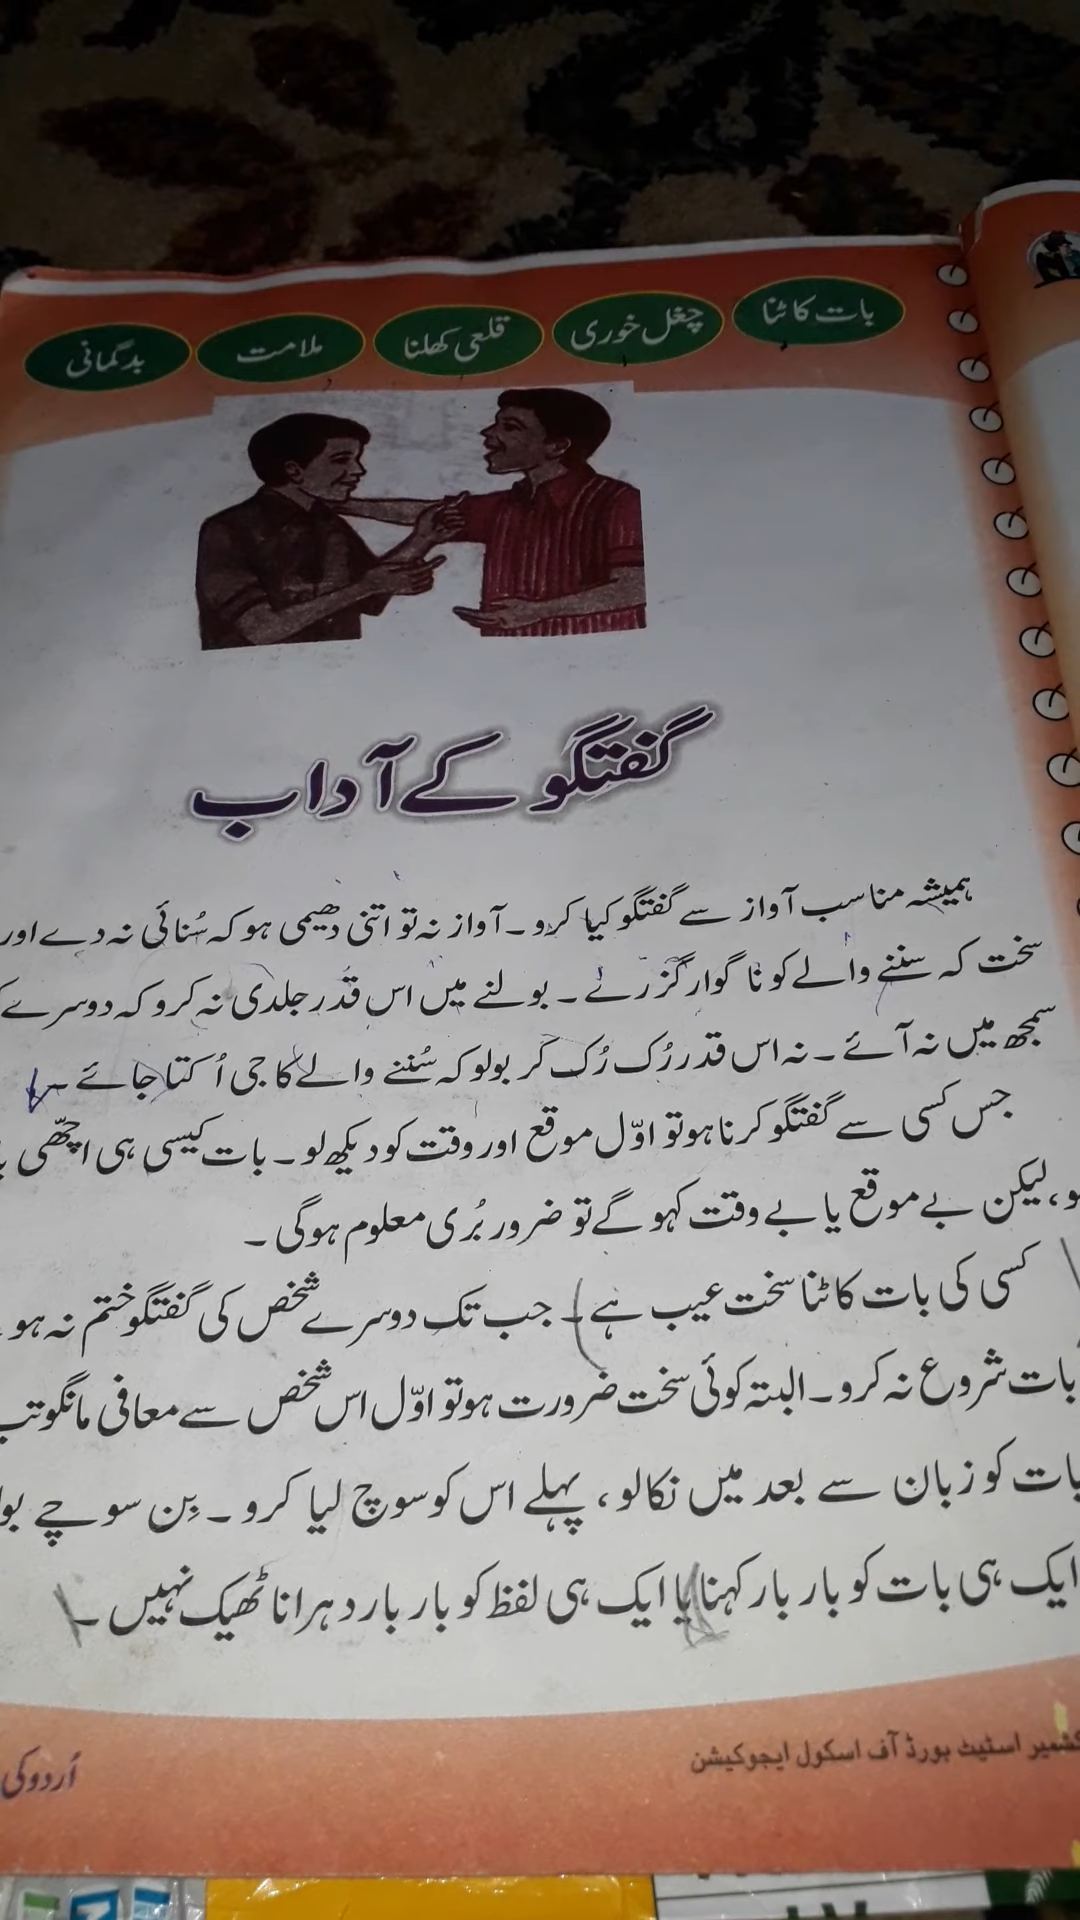 بات کاٹنا
چغل خوری
قلعی کھلنا
ملامت
بدگمانی
گفتگو کے آداب
ہمیشہ مناسب آواز سے گفتگو کیا کرو۔ آواز نہ تو اتنی دھیمی ہو کہ سُنائی نہ دے اور
سخت کہ سننے والے کو ناگوار گزرئے۔ بولنے میں اس قدر جلدی نہ کرو کہ دوسرے
سمجھ میں نہ آئے۔ نہ اس قدر رُک رُک کر بولو کہ سُننے والے کا جی اُکتا جائے۔
جس کسی سے گفتگو کرنا ہو تو اوّل موقع اور وقت کو دیکھ لو۔ بات کیسی ہی اچھّی
ہو، لیکن بے موقع یا بے وقت کہو گے تو ضرور بُری معلوم ہوگی۔
کسی کی بات کاٹنا سخت عیب ہے۔ جب تک دوسرے شخص کی گفتگو ختم نہ ہو
بات شروع نہ کرو۔ البتہ کوئی سخت ضرورت ہو تو اوّل اس شخص سے معافی مانگو تب
بات کو زبان سے بعد میں نکالو، پہلے اس کو سوچ لیا کرو۔ بِن سوچے
ایک ہی بات کو بار بار کہنا یا ایک ہی لفظ کو بار بار دہرانا ٹھیک نہیں۔
کشمیر اسٹیٹ بورڈ آف اسکول ایجوکیشن
اُردو کی